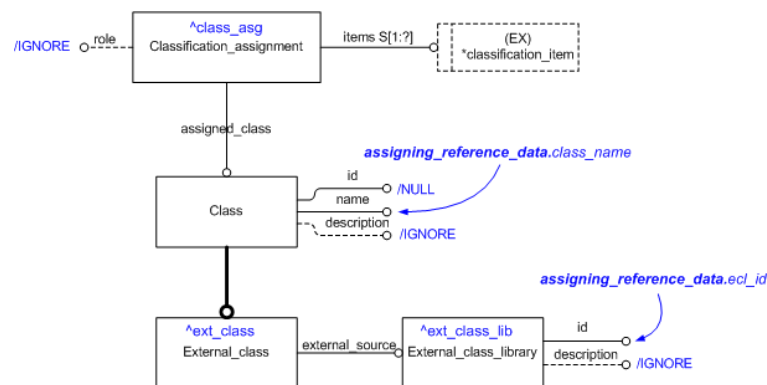 ^class_asg
Classification_assignment
role
/IGNORE
items S[1:?]
(EX)
*classification_item
assigned_class
assigning_reference_data.class_name
Class
id
/NULL
name
description
/IGNORE
assigning_reference_data.ecl_id
^ext_class
External_class
external_source
^ext_class_lib
External_class_library
id
description
/IGNORE